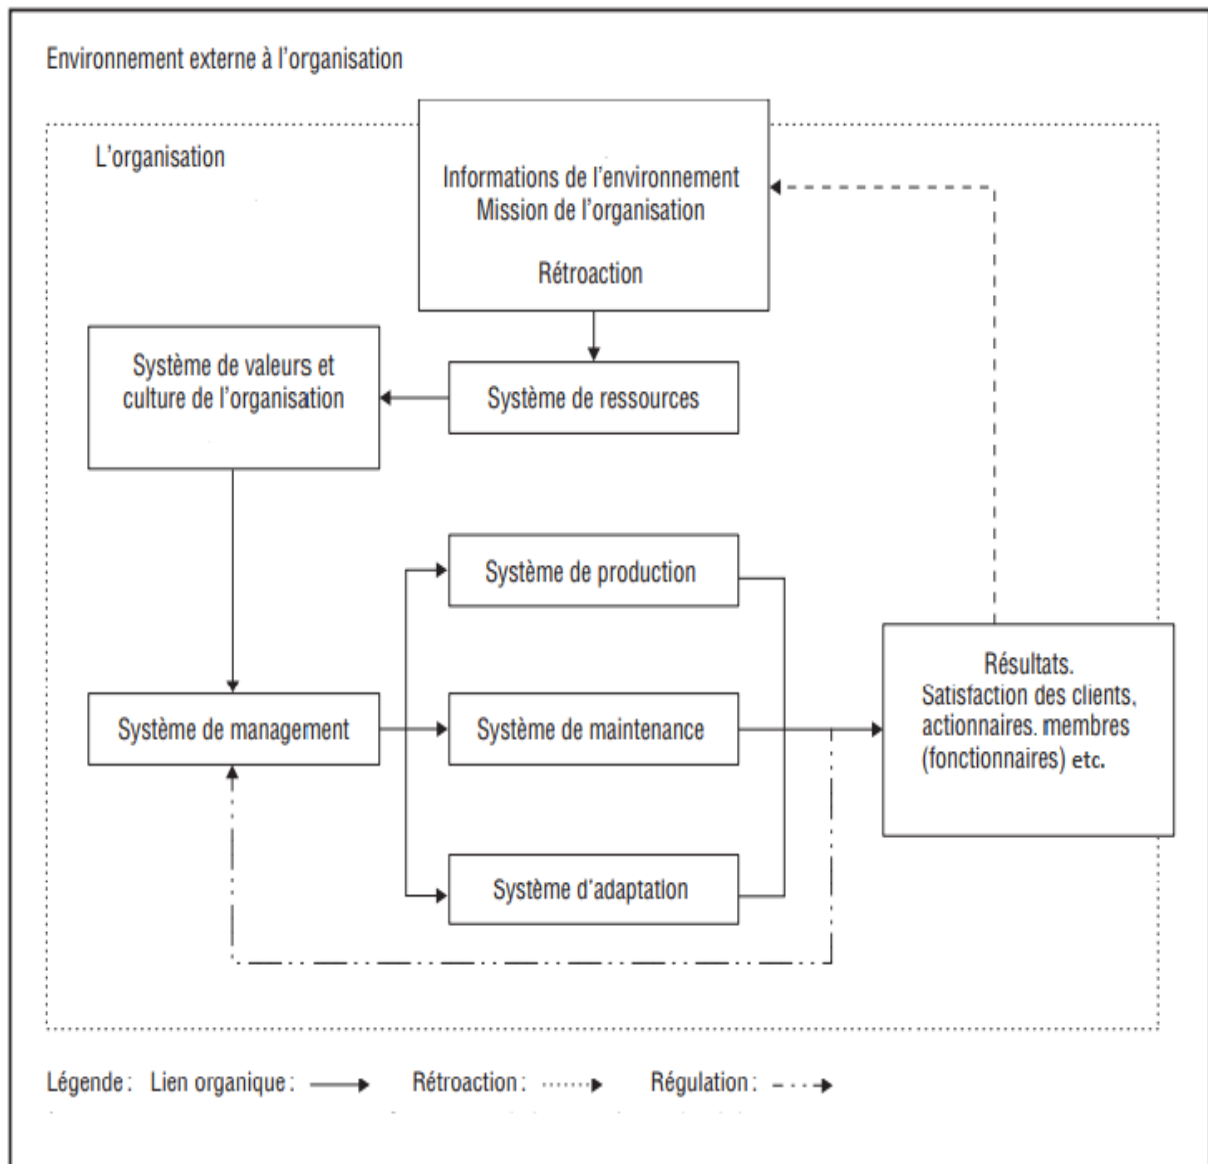 Environnement externe à l'organisation
L'organisation
Informations de l'environnement
Mission de l'organisation
Rétroaction
Système de valeurs et
culture de l'organisation
Système de ressources
Système de production
Système de management
Système de maintenance
Système d'adaptation
Résultats.
Satisfaction des clients,
actionnaires. membres
(fonctionnaires) etc.
Légende : Lien organique : Rétroaction : Régulation :